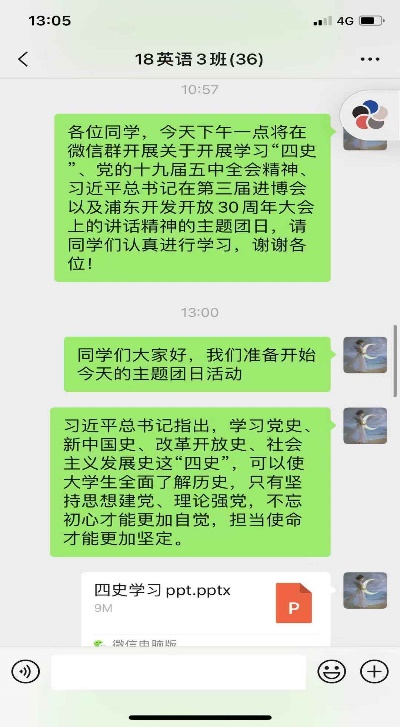 13:05
4G
18英语3班(36)
10:57
各位同学，今天下午一点将在
微信群开展关于开展学习“四史
”、党的十九届五中全会精神、
习近平总书记在第三届进博会
以及浦东开发开放30周年大会
上的讲话精神的主题团日，请
同学们认真进行学习，谢谢各
位！
13:00
同学们大家好，我们准备开始
今天的主题团日活动
习近平总书记指出，学习党史、
新中国史、改革开放史、社会
主义发展史这“四史”，可以使
大学生全面了解历史，只有坚
持思想建党、理论强党，不忘
初心才能更加自觉，担当使命
才能更加坚定。
四史学习ppt.pptx
P
9M
微信电脑版